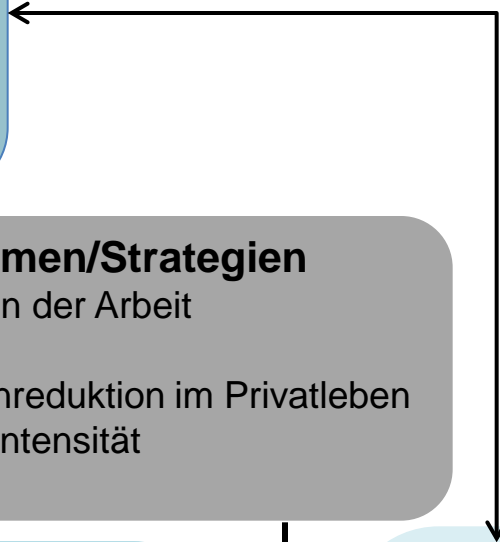 men/Strategien
n der Arbeit
nreduktion im Privatleben
ntensität